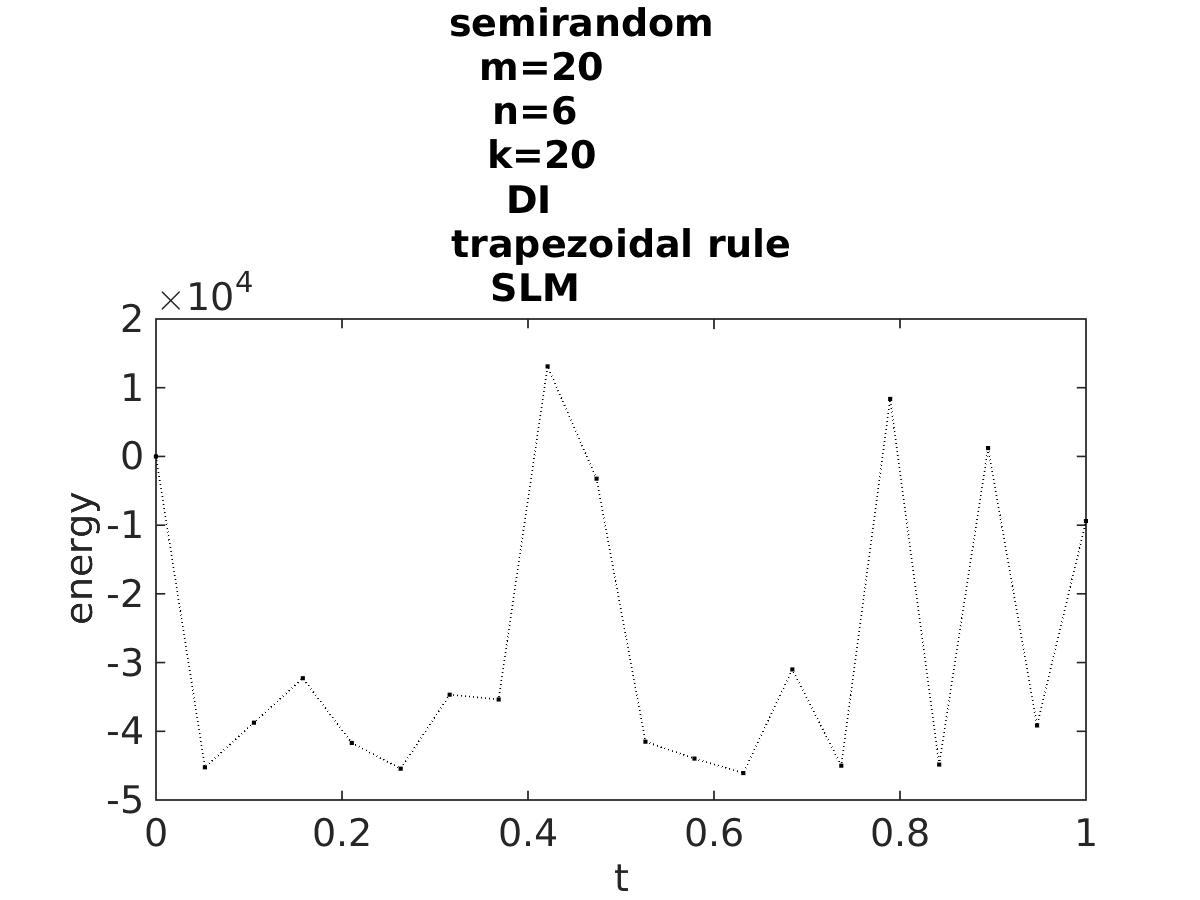 semirandom
m=20
n=6
k=20
DI
trapezoidal rule
SLM
×10^4
2
1
0
-1
-2
-3
-4
-5
energy
0 0.2 0.4 0.6 0.8 1
t